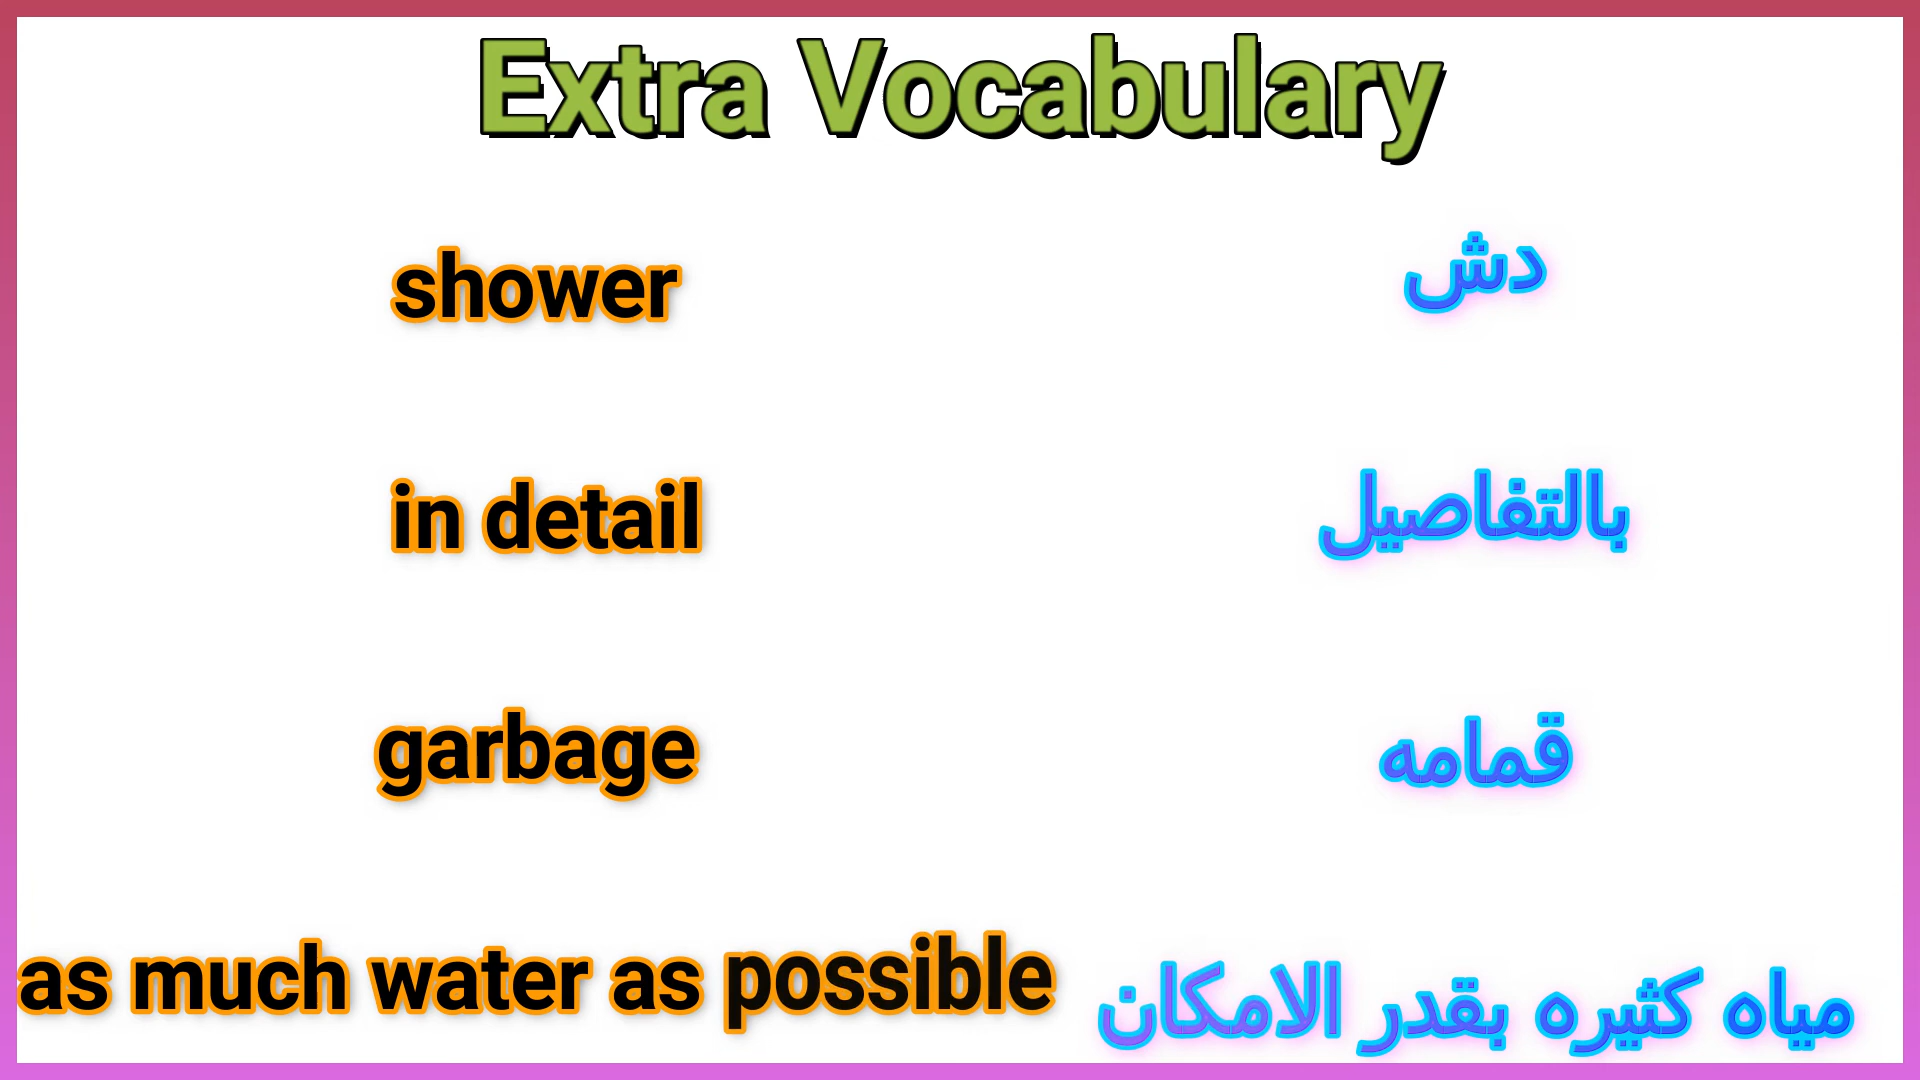 Extra Vocabulary
shower دش
in detail بالتفاصيل
garbage قمامه
as much water as possible مياه كثيره بقدر الامكان